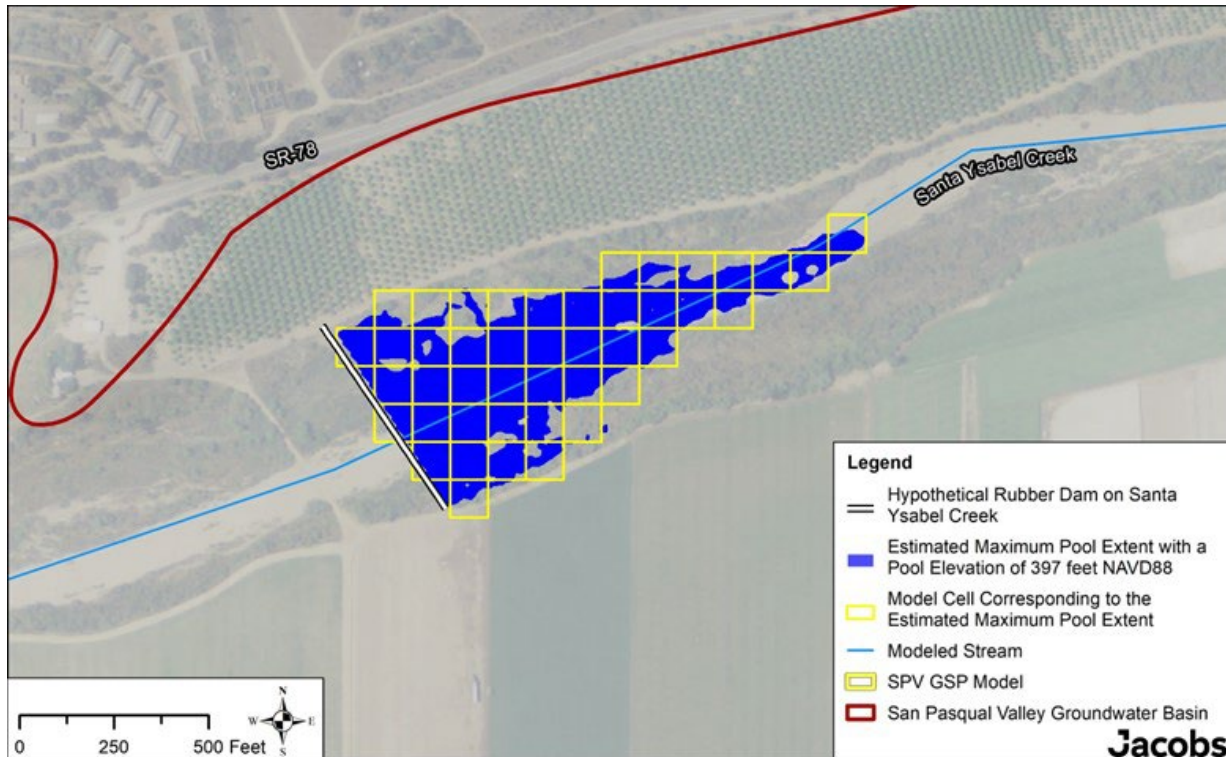 SR-78
Santa Ysabel Creek
Legend
Hypothetical Rubber Dam on Santa
Ysabel Creek
Estimated Maximum Pool Extent with a
Pool Elevation of 397 feet NAVD88
Model Cell Corresponding to the
Estimated Maximum Pool Extent
Modeled Stream
SPV GSP Model
San Pasqual Valley Groundwater Basin
Jacobs
N
W E
S
0 250 500 Feet